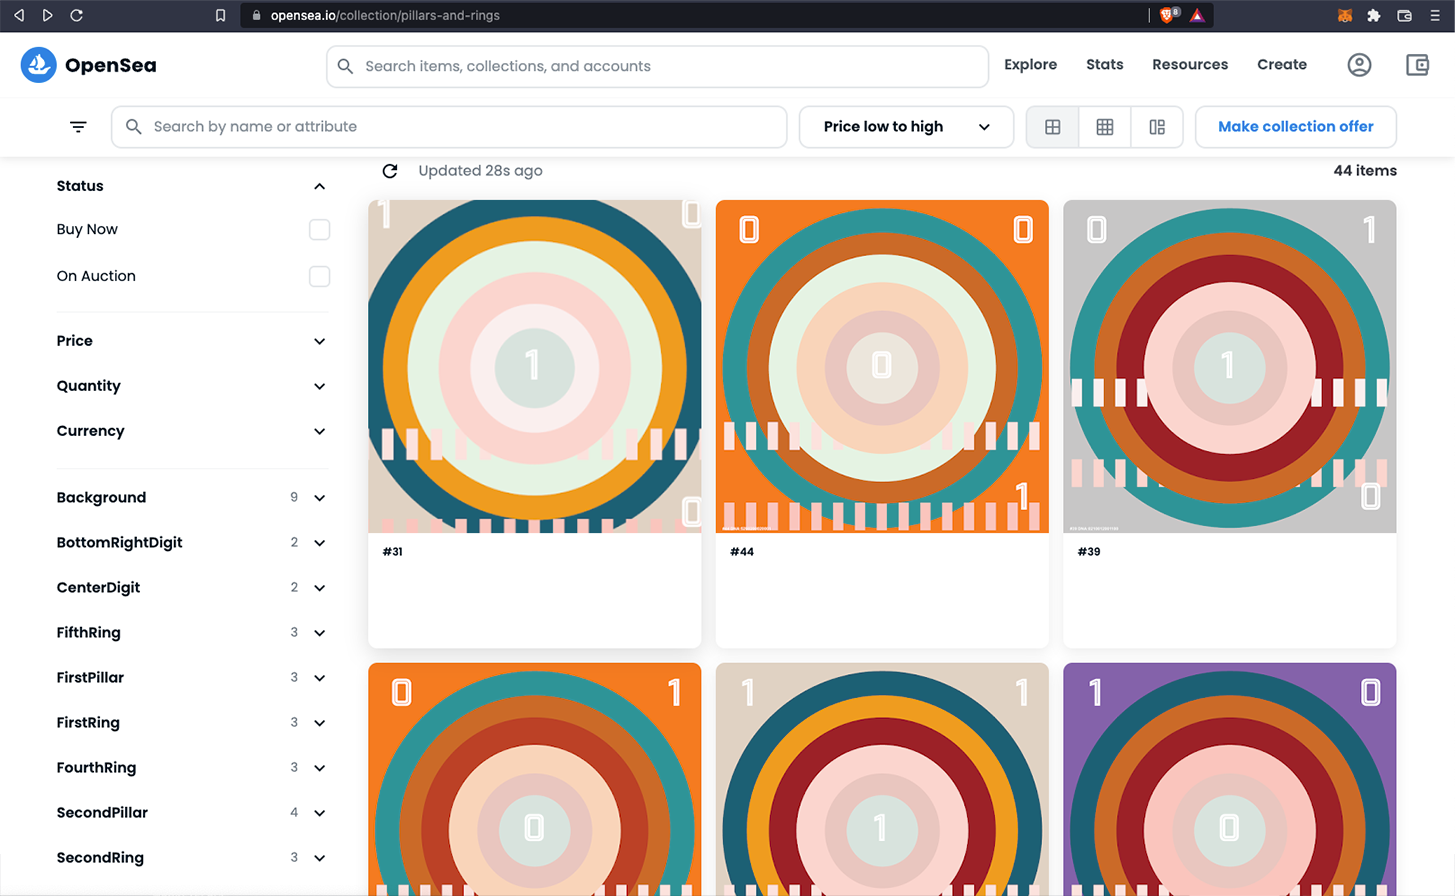 opensea.io/collection/pillars-and-rings
8
OpenSea
Search items, collections, and accounts
Explore
Stats
Resources
Create
Search by name or attribute
Price low to high
Make collection offer
Updated 28s ago
44 items
Status
Buy Now
On Auction
Price
Quantity
Currency
Background 9
BottomRightDigit 2
CenterDigit 2
FifthRing 3
FirstPillar 3
FirstRing 3
FourthRing 3
SecondPillar 4
SecondRing 3
1 0
1
0
#31
0 0
0
1
#44
0 1
1
0
#39
0 1
0
1 1
1
1 0
0